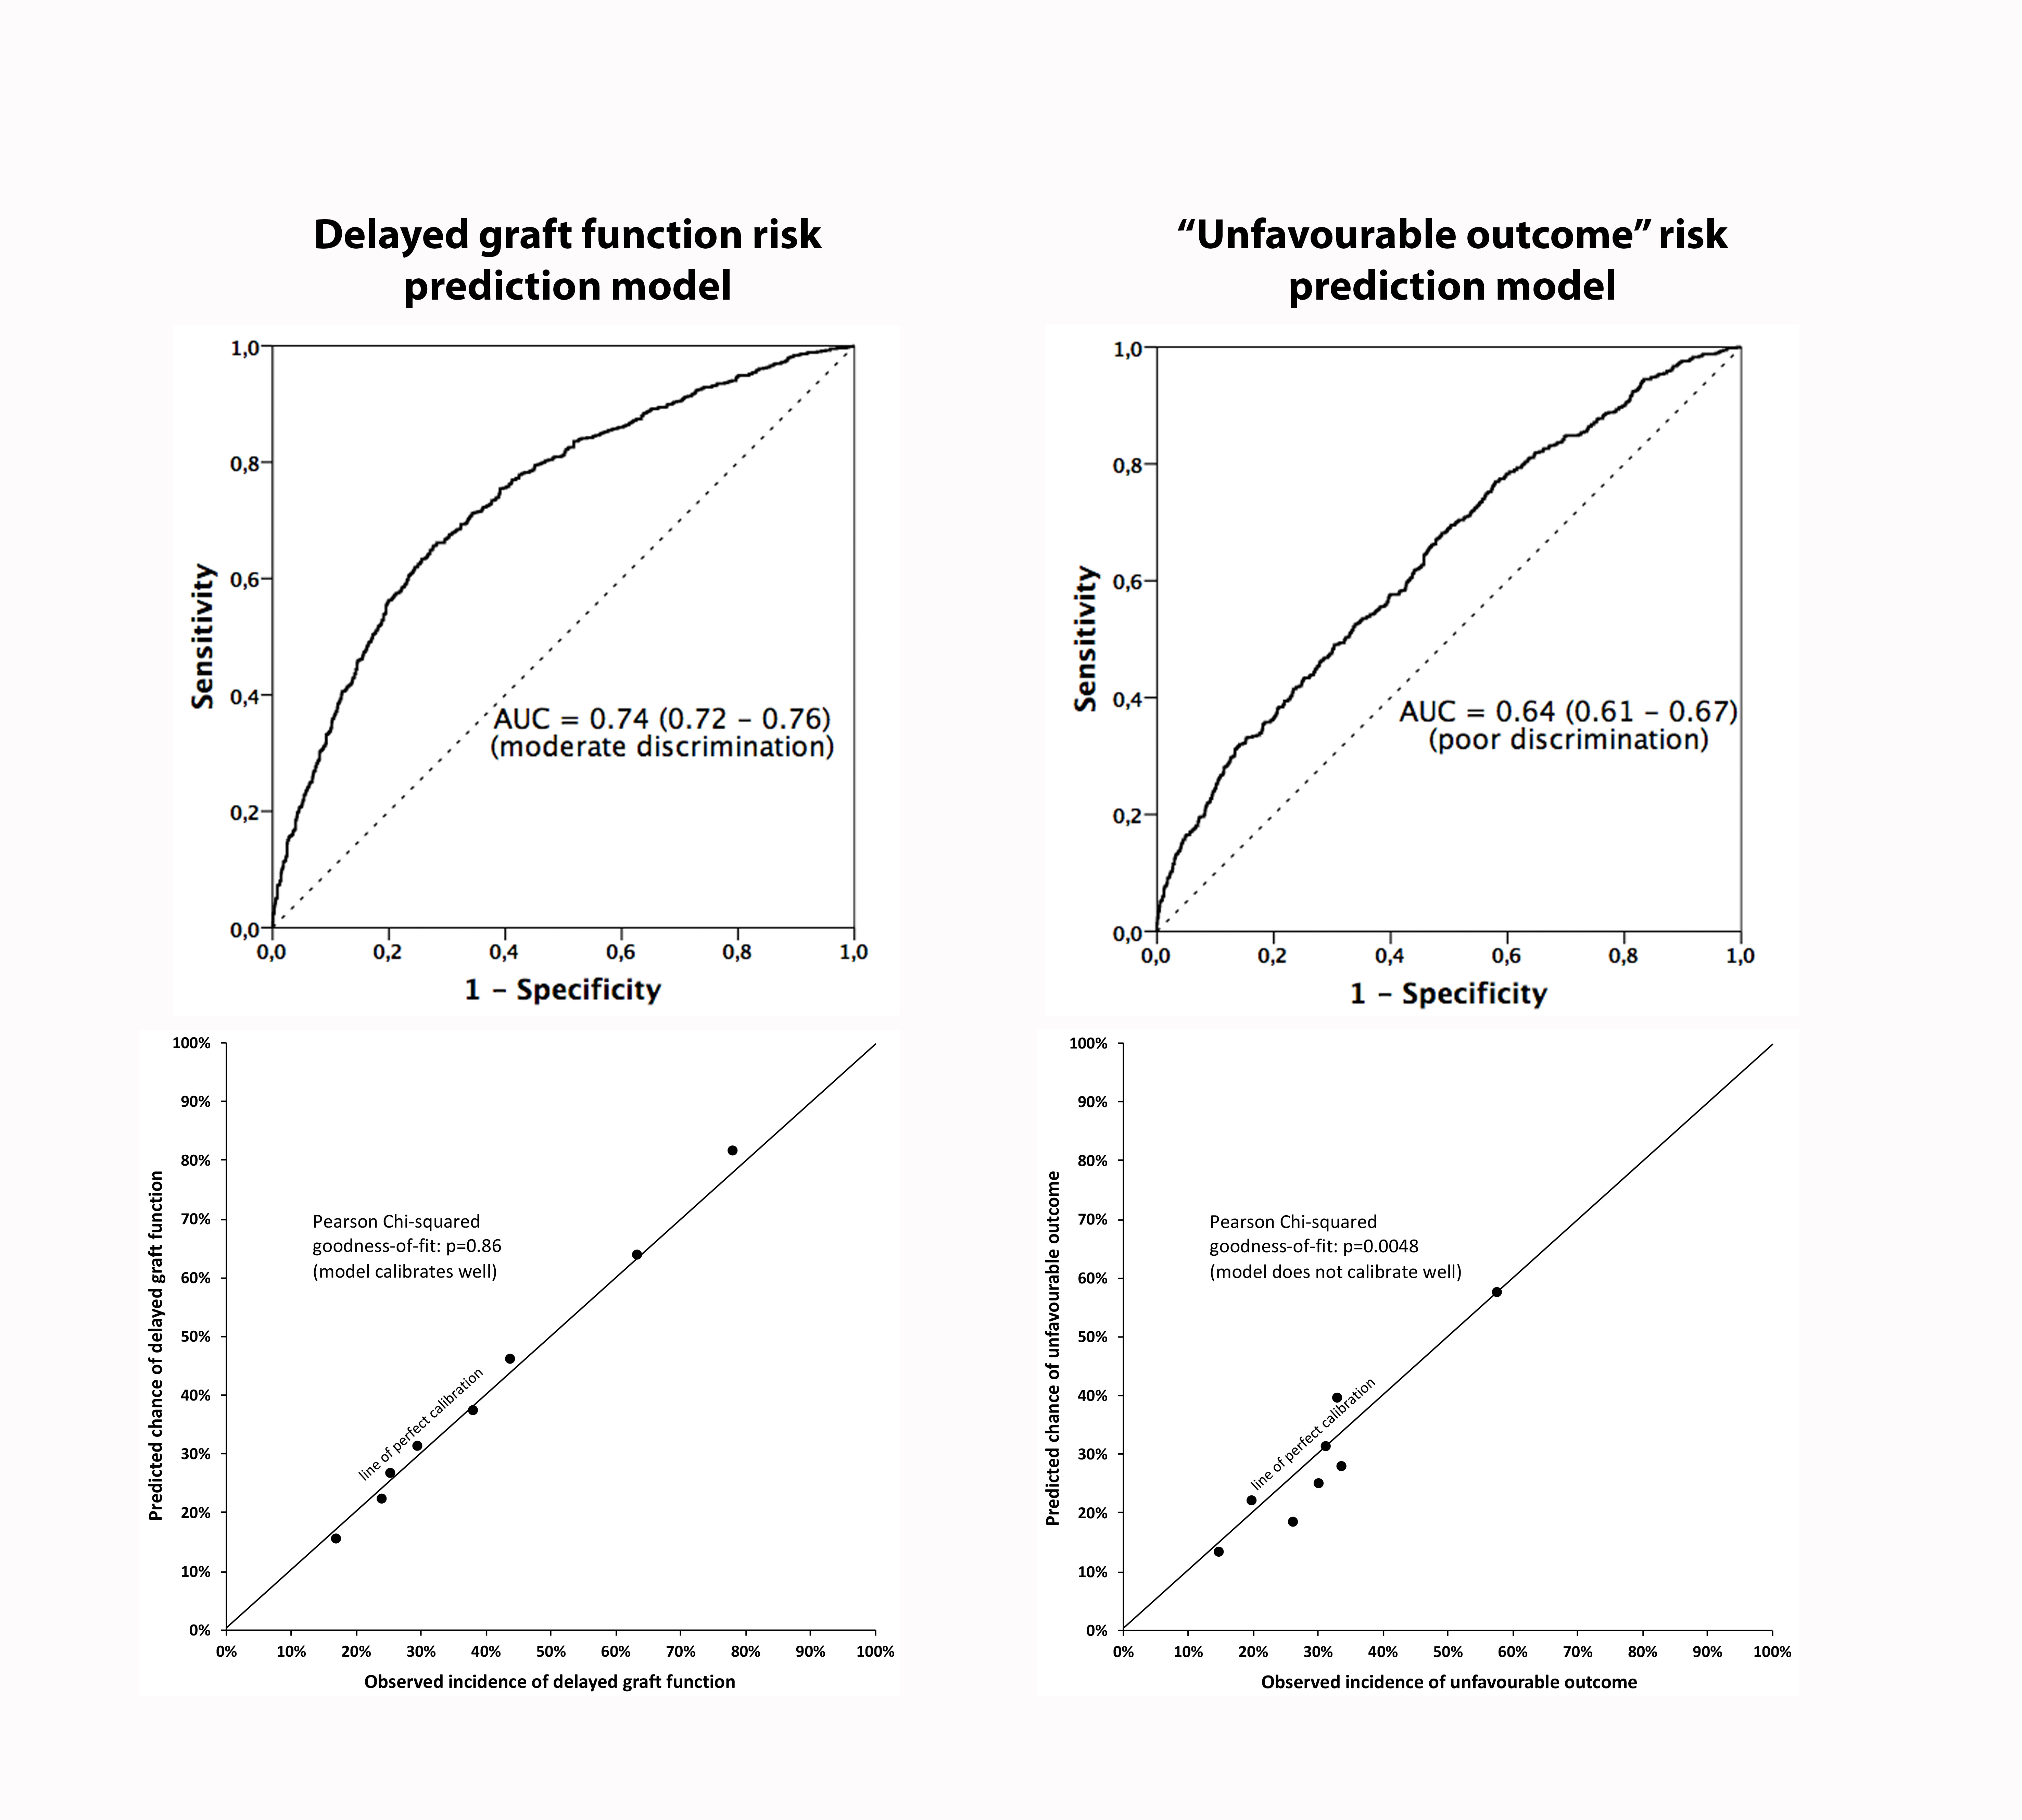 Delayed graft function risk
prediction model
“Unfavourable outcome” risk
prediction model
1,0
0,8
0,6
0,4
0,2
0,0
Sensitivity
AUC = 0.74 (0.72 – 0.76)
(moderate discrimination)
0,0 0,2 0,4 0,6 0,8 1,0
1 – Specificity
1,0
0,8
0,6
0,4
0,2
0,0
Sensitivity
AUC = 0.64 (0.61 – 0.67)
(poor discrimination)
0,0 0,2 0,4 0,6 0,8 1,0
1 – Specificity
100%
90%
80%
70%
60%
50%
40%
30%
20%
10%
0%
Predicted chance of delayed graft function
Pearson Chi-squared
goodness-of-fit: p=0.86
(model calibrates well)
line of perfect calibration
0% 10% 20% 30% 40% 50% 60% 70% 80% 90% 100%
Observed incidence of delayed graft function
100%
90%
80%
70%
60%
50%
40%
30%
20%
10%
0%
Predicted chance of unfavourable outcome
Pearson Chi-squared
goodness-of-fit: p=0.0048
(model does not calibrate well)
line of perfect calibration
0% 10% 20% 30% 40% 50% 60% 70% 80% 90% 100%
Observed incidence of unfavourable outcome